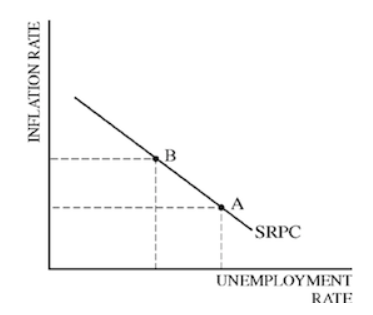 INFLATION RATE
B
A
SRPC
UNEMPLOYMENT
RATE